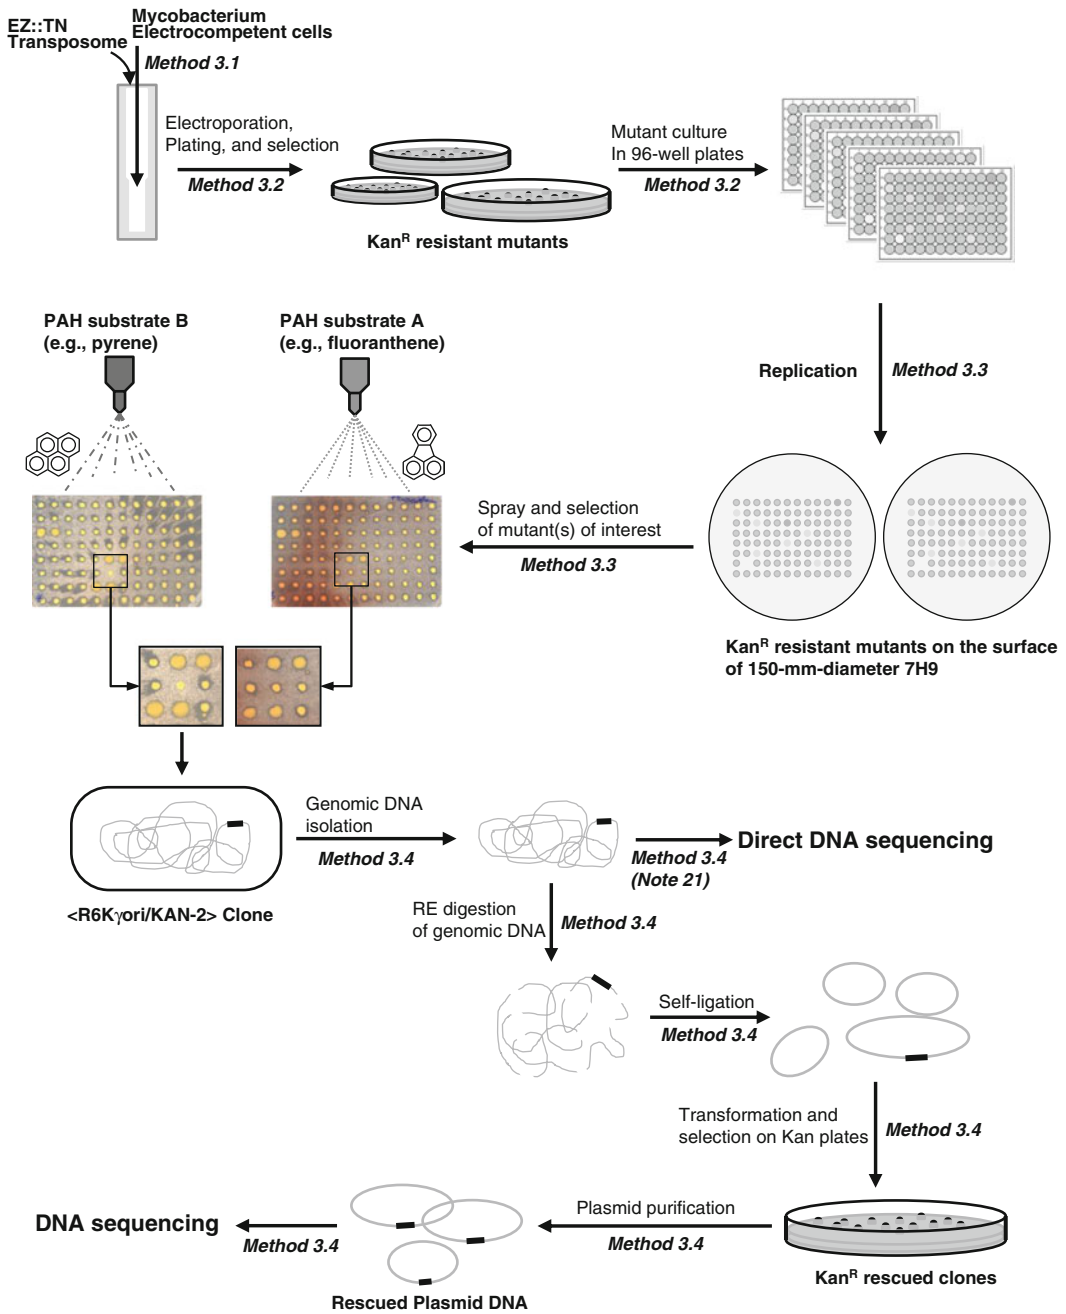 EZ::TN
Transposome
Mycobacterium
Electrocompetent cells
Method 3.1
Electroporation,
Plating, and selection
Method 3.2
Mutant culture
In 96-well plates
Method 3.2
KanR resistant mutants
PAH substrate B
(e.g., pyrene)
PAH substrate A
(e.g., fluoranthene)
Replication
Method 3.3
Spray and selection
of mutant(s) of interest
Method 3.3
KanR resistant mutants on the surface
of 150-mm-diameter 7H9
Genomic DNA
isolation
Method 3.4
Method 3.4
(Note 21)
Direct DNA sequencing
<R6Kγori/KAN-2> Clone
RE digestion
of genomic DNA
Method 3.4
Self-ligation
Method 3.4
Transformation and
selection on Kan plates
Method 3.4
DNA sequencing
Method 3.4
Plasmid purification
Method 3.4
KanR rescued clones
Rescued Plasmid DNA